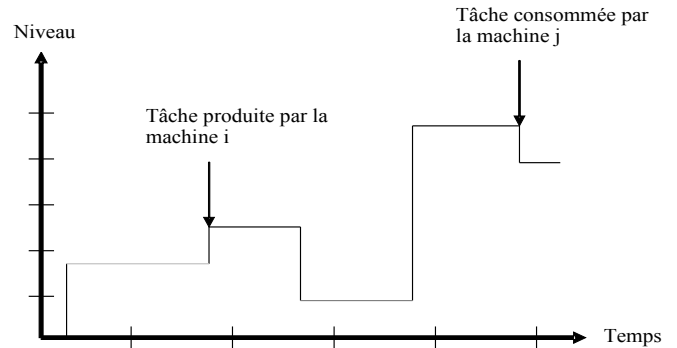 Tâche consommée par
la machine j
Niveau
Tâche produite par la
machine i
Temps